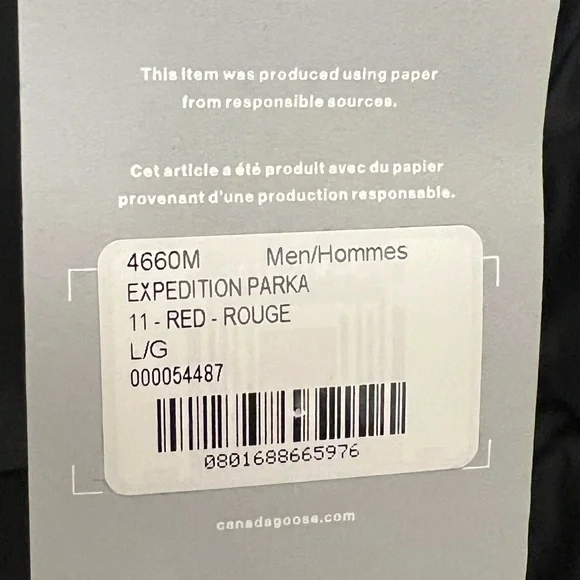 This item was produced using paper
from responsible sources.
Cet article a été produit avec du papier
provenant d'une production responsable.
4660M Men/Hommes
EXPEDITION PARKA
11 - RED - ROUGE
L/G
000054487
0801688665976
canadagoose.com